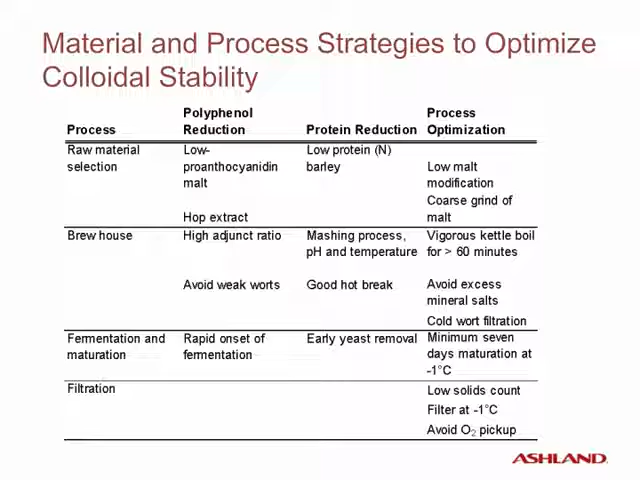 Material and Process Strategies to Optimize
Colloidal Stability
Process Polyphenol Reduction Protein Reduction Process Optimization
Raw material selection
Low-proanthocyanidin malt
Hop extract
Low protein (N) barley
Low malt modification
Coarse grind of malt
Brew house
High adjunct ratio
Avoid weak worts
Mashing process, pH and temperature
Good hot break
Vigorous kettle boil for > 60 minutes
Avoid excess mineral salts
Cold wort filtration
Fermentation and maturation
Rapid onset of fermentation
Early yeast removal
Minimum seven days maturation at -1°C
Filtration
Low solids count
Filter at -1°C
Avoid O₂ pickup
ASHLAND